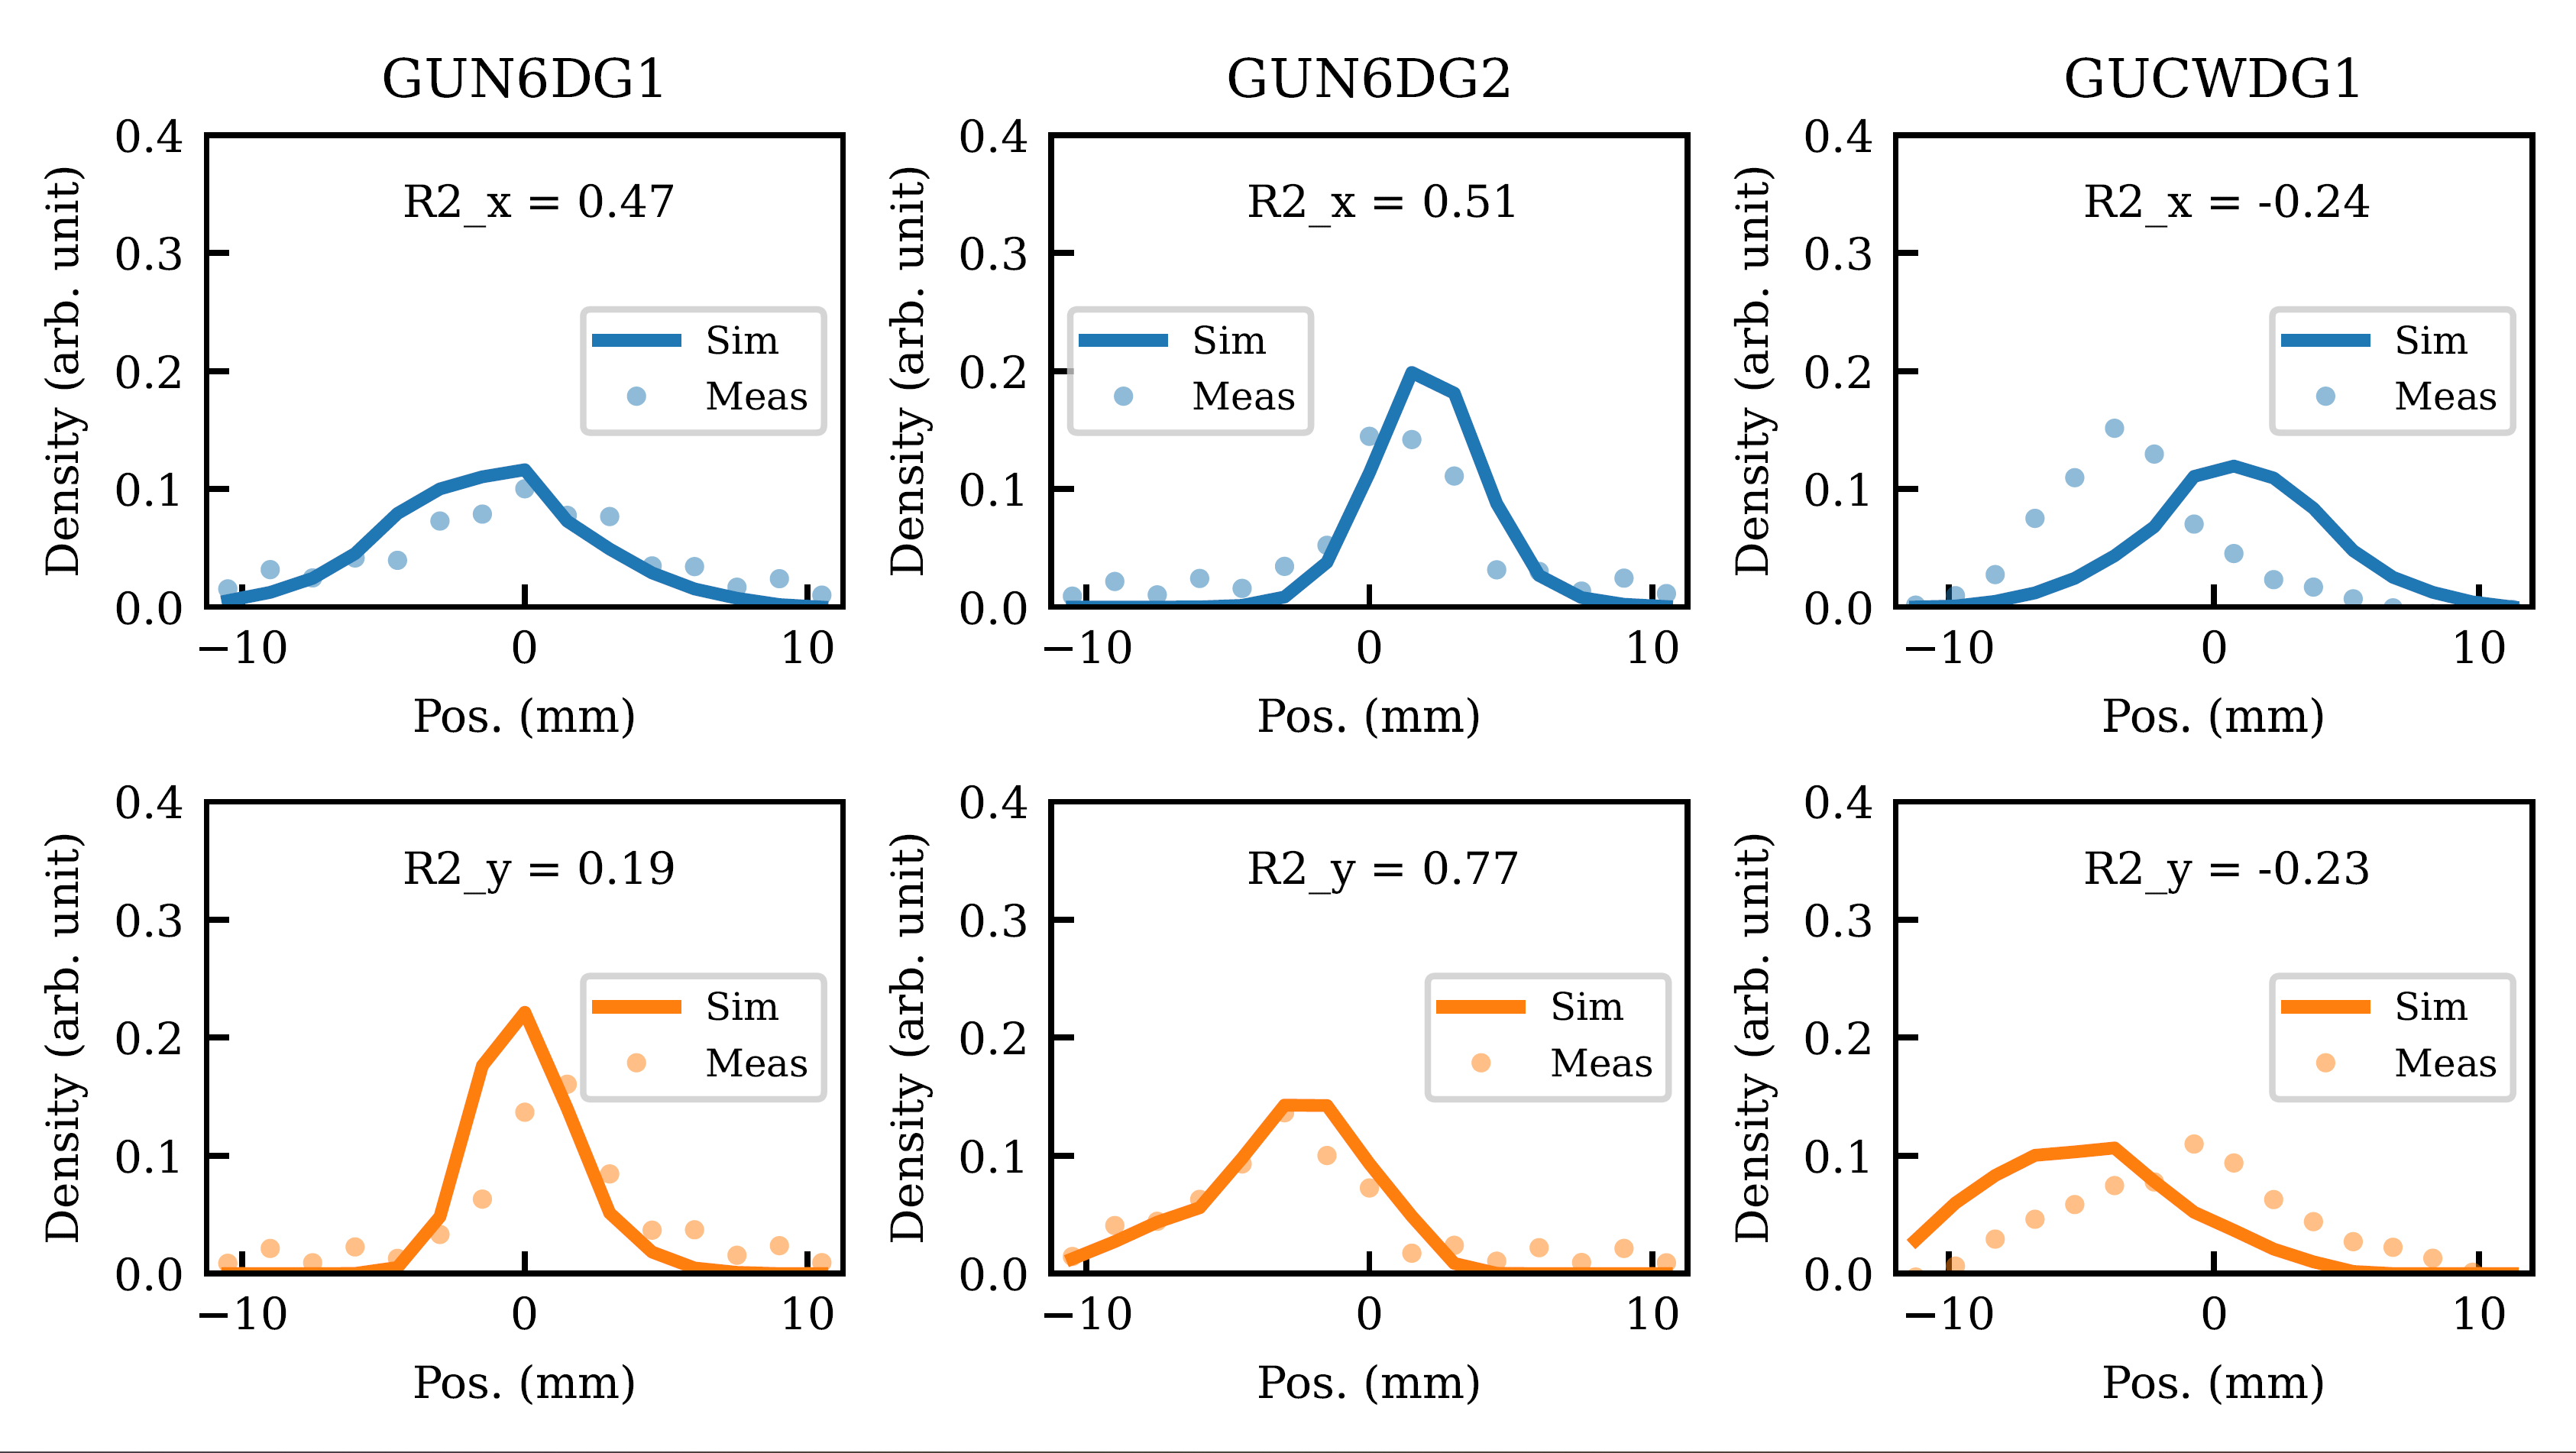 GUN6DG1
0.4
0.3
0.2
0.1
0.0
Density (arb. unit)
R2_x = 0.47
Sim
Meas
−10 0 10
Pos. (mm)
GUN6DG2
0.4
0.3
0.2
0.1
0.0
Density (arb. unit)
R2_x = 0.51
Sim
Meas
−10 0 10
Pos. (mm)
GUCWDG1
0.4
0.3
0.2
0.1
0.0
Density (arb. unit)
R2_x = -0.24
Sim
Meas
−10 0 10
Pos. (mm)
0.4
0.3
0.2
0.1
0.0
Density (arb. unit)
R2_y = 0.19
Sim
Meas
−10 0 10
Pos. (mm)
0.4
0.3
0.2
0.1
0.0
Density (arb. unit)
R2_y = 0.77
Sim
Meas
−10 0 10
Pos. (mm)
0.4
0.3
0.2
0.1
0.0
Density (arb. unit)
R2_y = -0.23
Sim
Meas
−10 0 10
Pos. (mm)